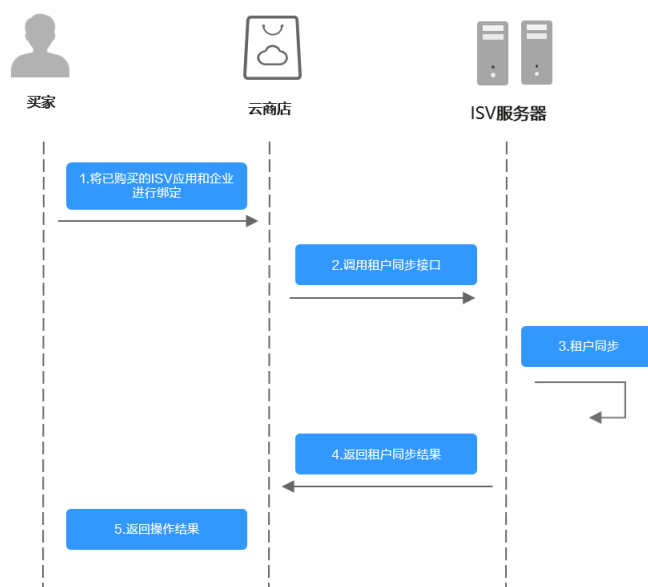 买家
云商店
ISV服务器
1.将已购买的ISV应用和企业
进行绑定
2.调用租户同步接口
3.租户同步
4.返回租户同步结果
5.返回操作结果